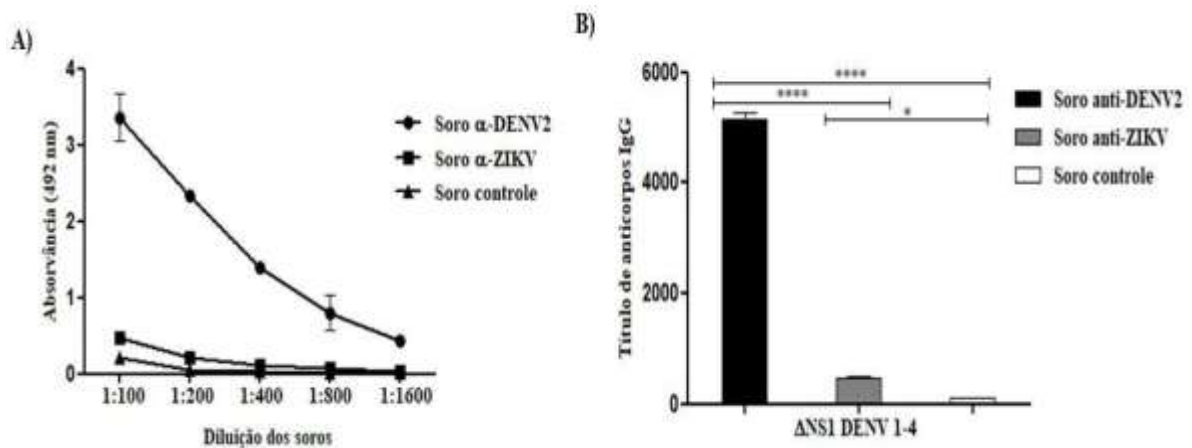 A)
Absorvância (492 nm)
4
3
2
1
0
1:100 1:200 1:400 1:800 1:1600
Diluição dos soros
Soro α-DENV2
Soro α-ZIKV
Soro controle
B)
Título de anticorpos IgG
6000
4000
2000
0
****
****
*
ΔNS1 DENV 1-4
Soro anti-DENV2
Soro anti-ZIKV
Soro controle